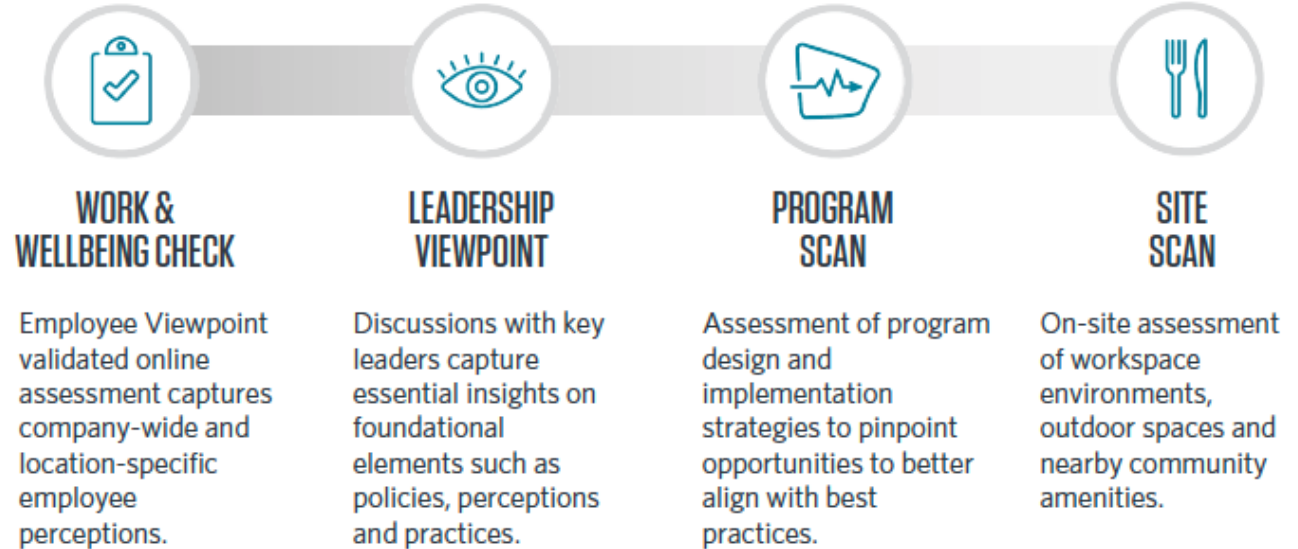 WORK &
WELLBEING CHECK
Employee Viewpoint
validated online
assessment captures
company-wide and
location-specific
employee
perceptions.
LEADERSHIP
VIEWPOINT
Discussions with key
leaders capture
essential insights on
foundational
elements such as
policies, perceptions
and practices.
PROGRAM
SCAN
Assessment of program
design and
implementation
strategies to pinpoint
opportunities to better
align with best
practices.
SITE
SCAN
On-site assessment
of workspace
environments,
outdoor spaces and
nearby community
amenities.